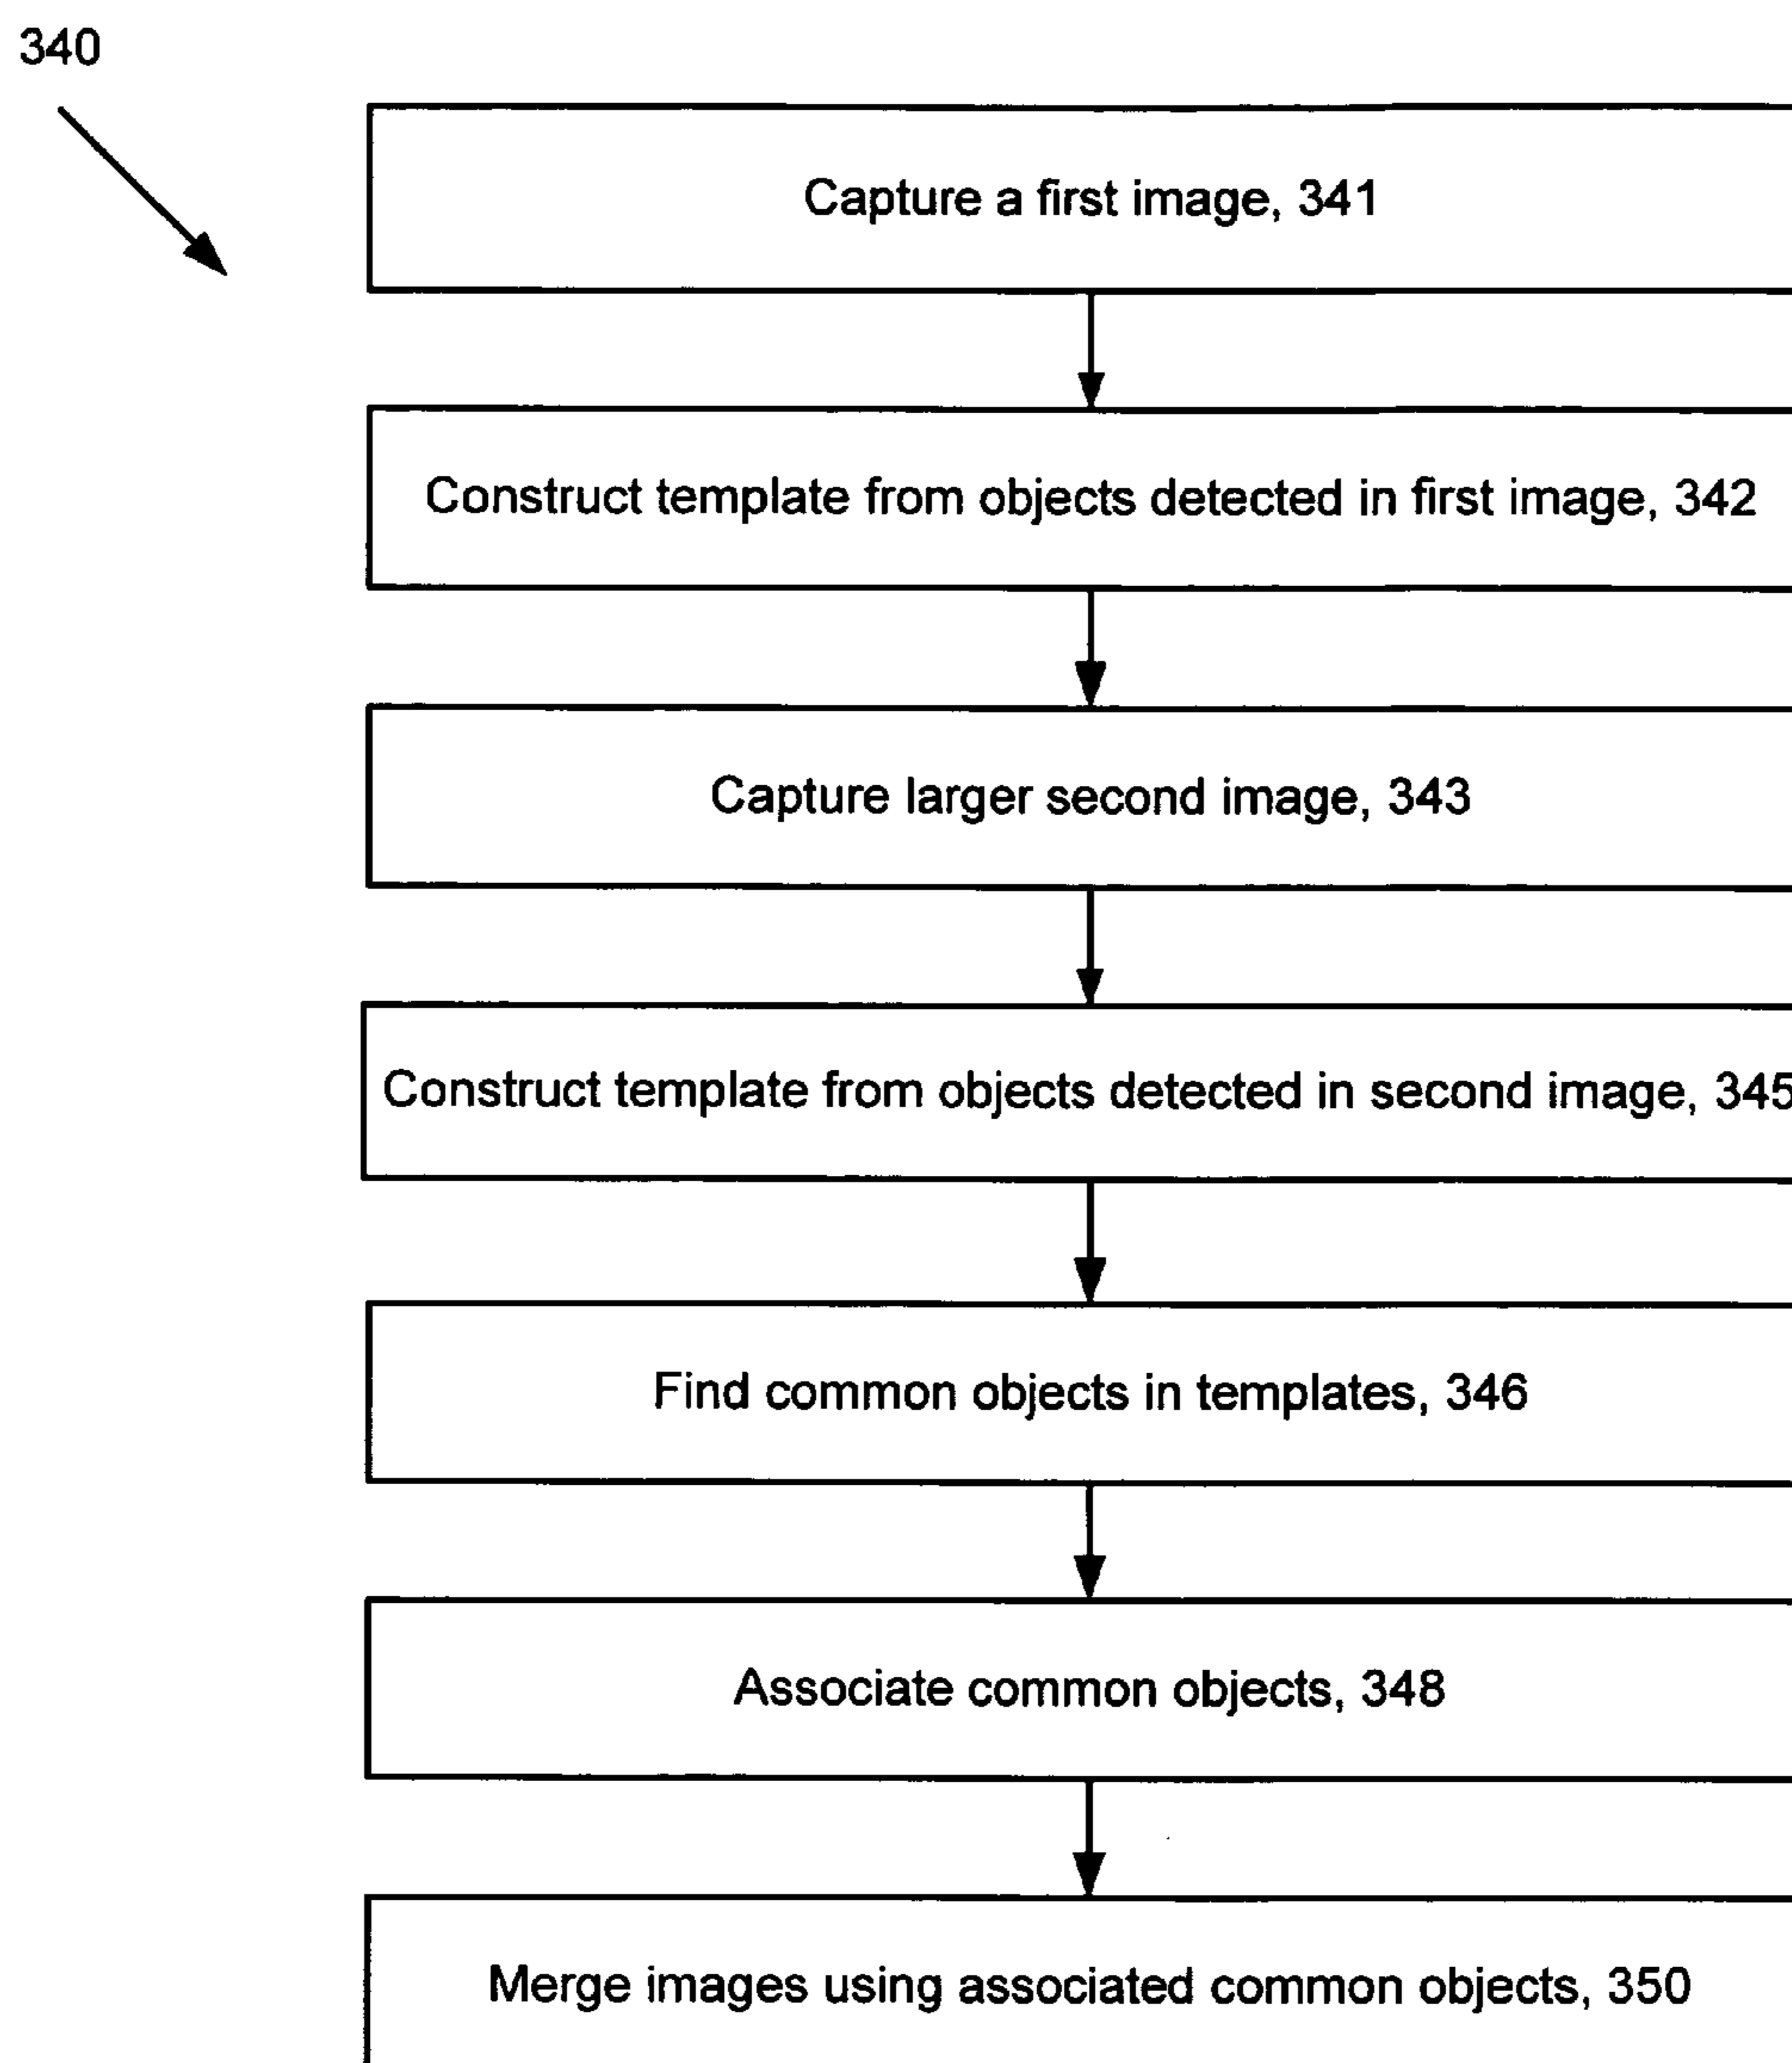 340
Capture a first image, 341
Construct template from objects detected in first image, 342
Capture larger second image, 343
Construct template from objects detected in second image, 345
Find common objects in templates, 346
Associate common objects, 348
Merge images using associated common objects, 350